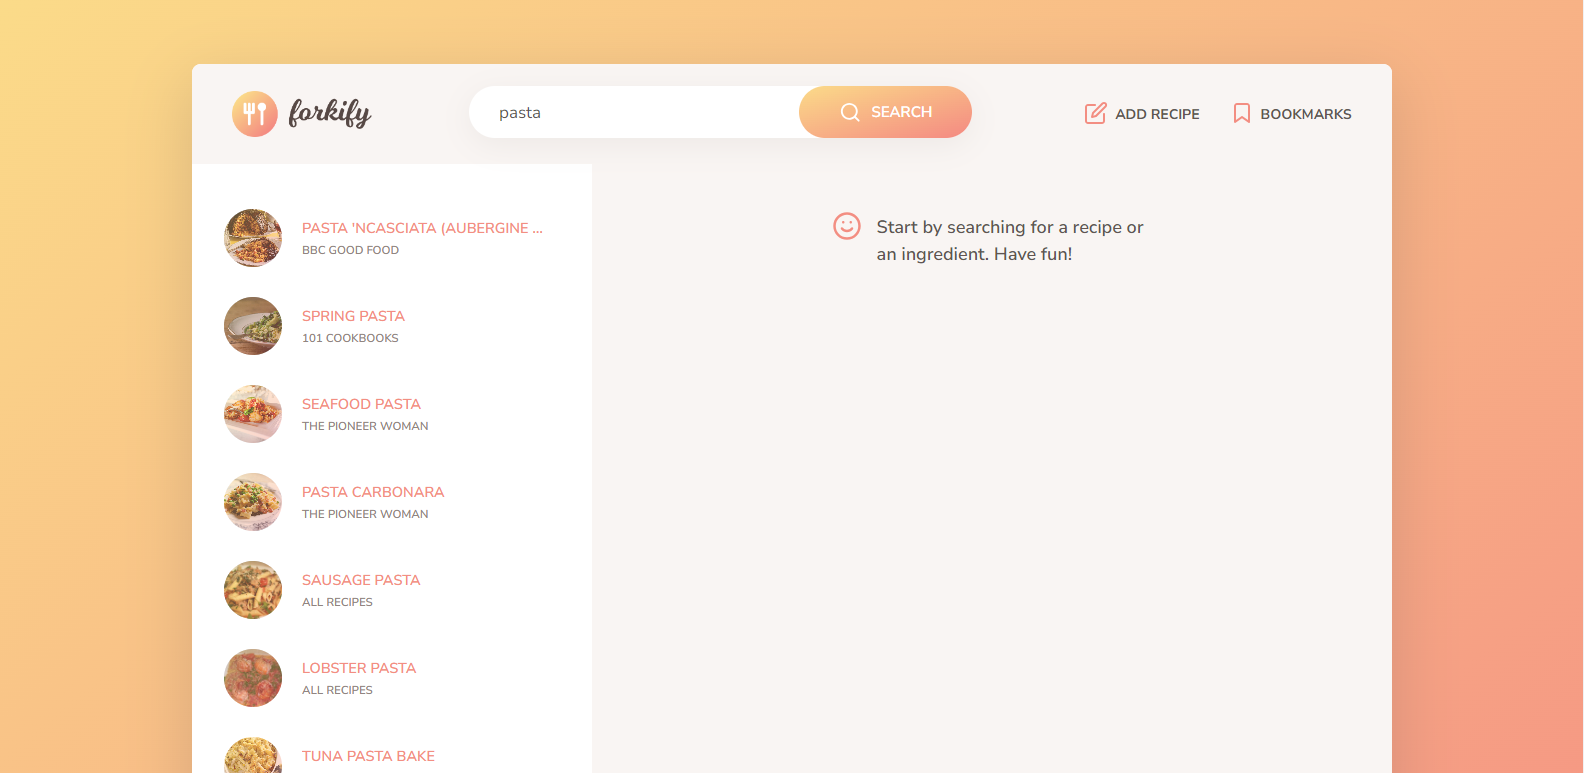 forkify
pasta
SEARCH
ADD RECIPE
BOOKMARKS
PASTA 'NCASCIATA (AUBERGINE ...
BBC GOOD FOOD
SPRING PASTA
101 COOKBOOKS
SEAFOOD PASTA
THE PIONEER WOMAN
PASTA CARBONARA
THE PIONEER WOMAN
SAUSAGE PASTA
ALL RECIPES
LOBSTER PASTA
ALL RECIPES
TUNA PASTA BAKE
Start by searching for a recipe or
an ingredient. Have fun!